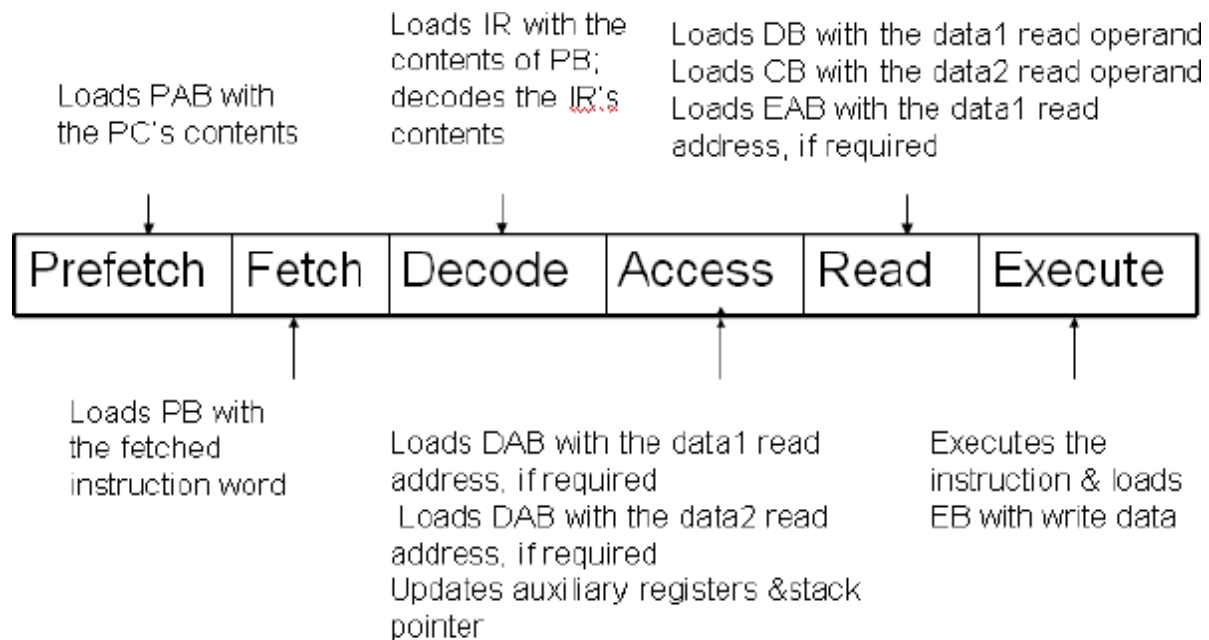 Loads PAB with
the PC's contents
Loads IR with the
contents of PB;
decodes the IR's
contents
Loads DB with the data1 read operand
Loads CB with the data2 read operand
Loads EAB with the data1 read
address, if required
Prefetch
Fetch
Decode
Access
Read
Execute
Loads PB with
the fetched
instruction word
Loads DAB with the data1 read
address, if required
Loads DAB with the data2 read
address, if required
Updates auxiliary registers &stack
pointer
Executes the
instruction & loads
EB with write data